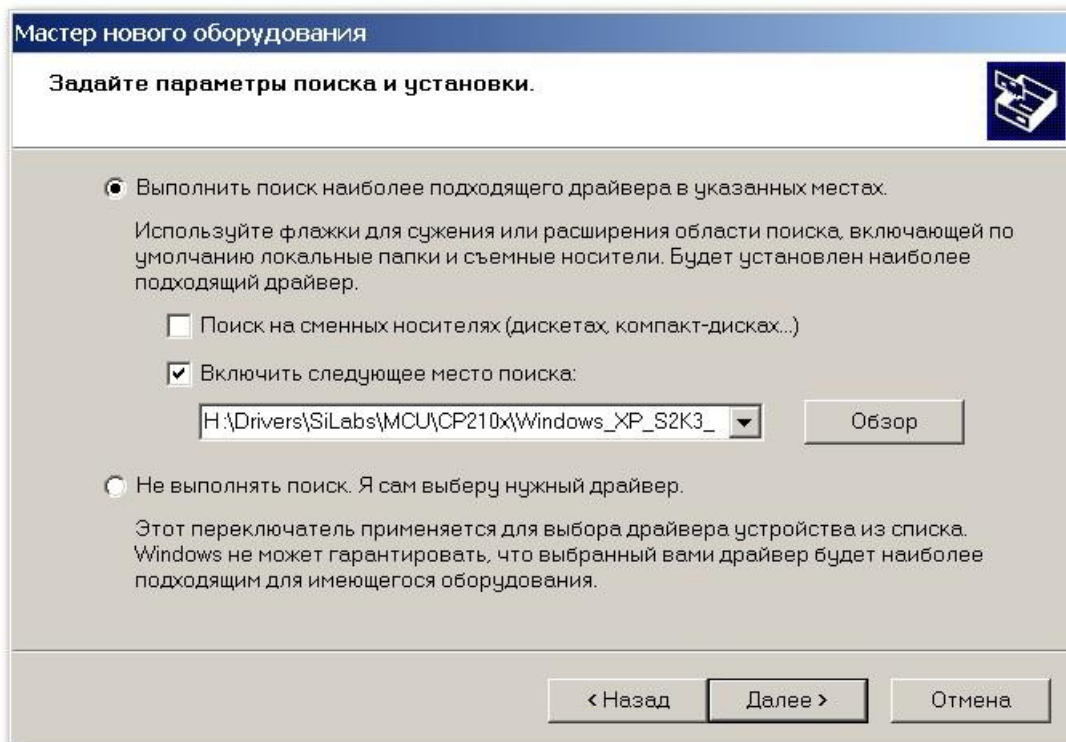 Мастер нового оборудования
Задайте параметры поиска и установки.
Выполнить поиск наиболее подходящего драйвера в указанных местах.
Используйте флажки для сужения или расширения области поиска, включающей по
умолчанию локальные папки и съемные носители. Будет установлен наиболее
подходящий драйвер.
Поиск на сменных носителях (дискетах, компакт-дисках...)
Включить следующее место поиска:
H:\Drivers\SiLabs\MCU\CP210x\Windows_XP_S2K3_
Обзор
Не выполнять поиск. Я сам выберу нужный драйвер.
Этот переключатель применяется для выбора драйвера устройства из списка.
Windows не может гарантировать, что выбранный вами драйвер будет наиболее
подходящим для имеющегося оборудования.
< Назад
Далее >
Отмена